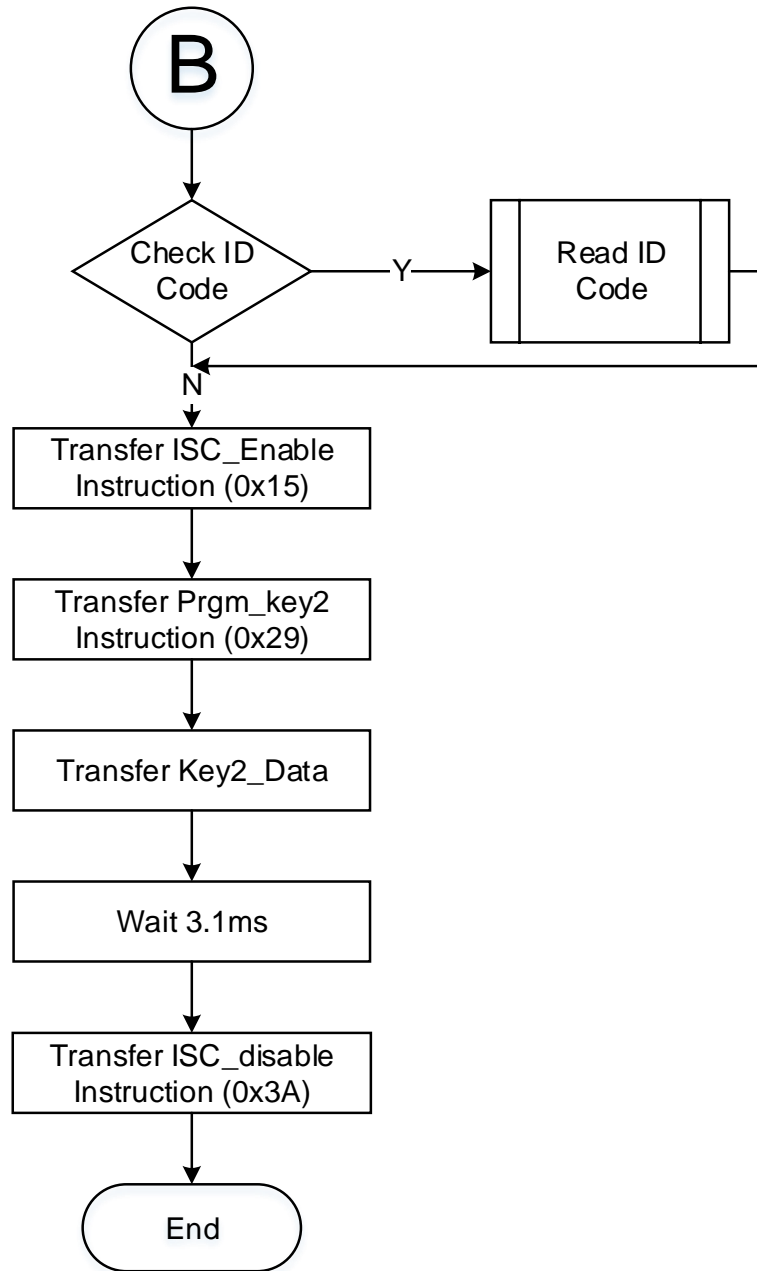 B
Check ID
Code
Y
Read ID
Code
N
Transfer ISC_Enable
Instruction (0x15)
Transfer Prgm_key2
Instruction (0x29)
Transfer Key2_Data
Wait 3.1ms
Transfer ISC_disable
Instruction (0x3A)
End